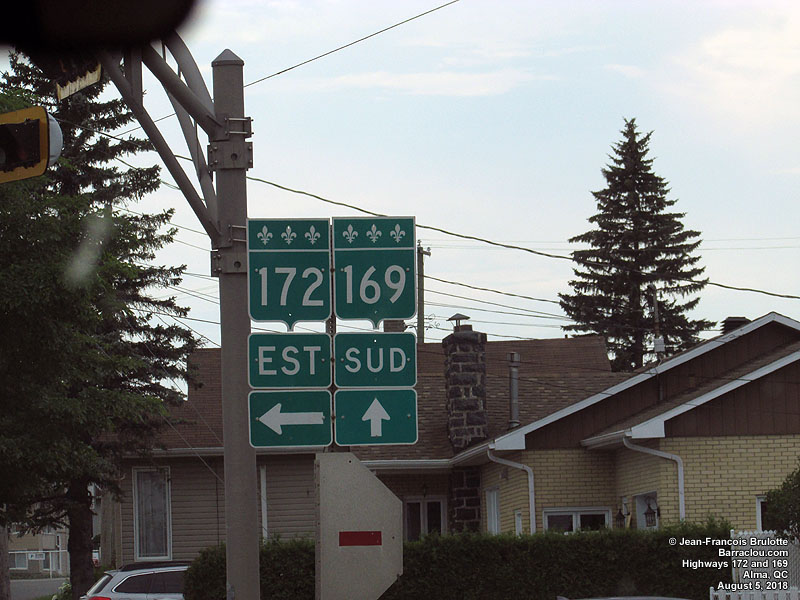 172 169
EST SUD
© Jean-Francois Brulotte
Barraclou.com
Highways 172 and 169
Alma, QC
August 5, 2018